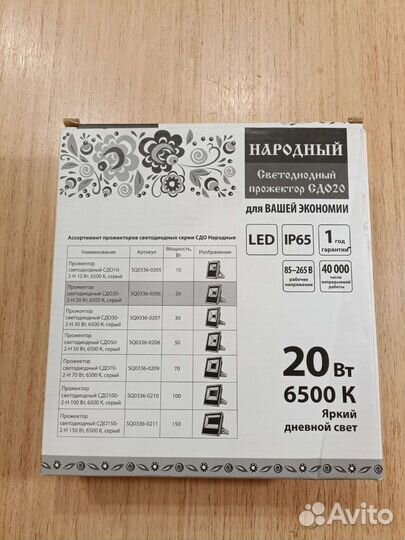 НАРОДНЫЙ
Светодиодный
прожектор СДО20
для ВАШЕЙ ЭКОНОМИИ
LED
IP65
1 год
гарантии
85–265 В
рабочее
напряжение
40 000
часов
непрерывной
работы
20 Вт
6500 К
Яркий
дневной свет
Ассортимент прожекторов светодиодных серии СДО Народные
Наименование Артикул Мощность, Вт Изображение
Прожектор
светодиодный СДО10-
2-Н 10 Вт, 6500 К, серый
SQ0336-0205 10
Прожектор
светодиодный СДО20-
2-Н 20 Вт, 6500 К, серый
SQ0336-0206 20
Прожектор
светодиодный СДО30-
2-Н 30 Вт, 6500 К, серый
SQ0336-0207 30
Прожектор
светодиодный СДО50-
2-Н 50 Вт, 6500 К, серый
SQ0336-0208 50
Прожектор
светодиодный СДО70-
2-Н 70 Вт, 6500 К, серый
SQ0336-0209 70
Прожектор
светодиодный СДО100-
2-Н 100 Вт, 6500 К, серый
SQ0336-0210 100
Прожектор
светодиодный СДО150-
2-Н 150 Вт, 6500 К, серый
SQ0336-0211 150
Avito